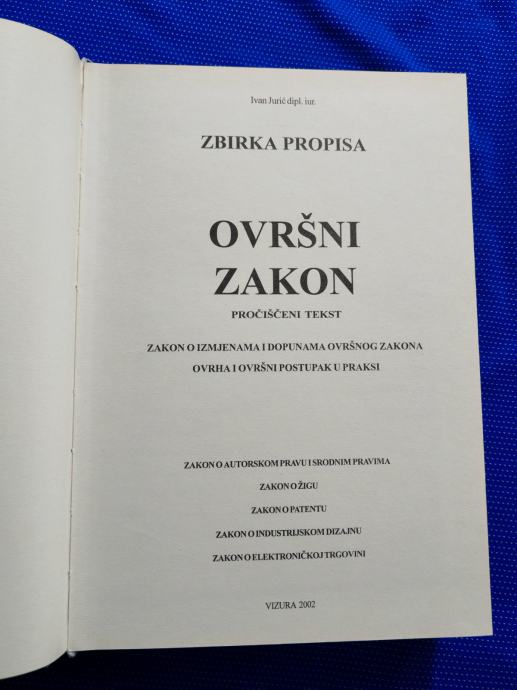 Ivan Jurić dipl. iur.
ZBIRKA PROPISA
OVRŠNI
ZAKON
PROČIŠČENI TEKST
ZAKON O IZMJENAMA I DOPUNAMA OVRŠNOG ZAKONA
OVRHA I OVRŠNI POSTUPAK U PRAKSI
ZAKON O AUTORSKOM PRAVU I SRODNIM PRAVIMA
ZAKON O ŽIGU
ZAKON O PATENTU
ZAKON O INDUSTRIJSKOM DIZAJNU
ZAKON O ELEKTRONIČKOJ TRGOVINI
VIZURA 2002